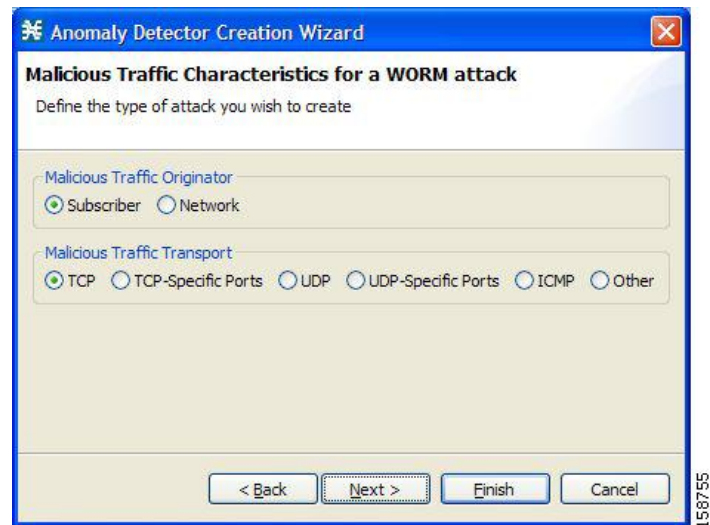 Anomaly Detector Creation Wizard
Malicious Traffic Characteristics for a WORM attack
Define the type of attack you wish to create
Malicious Traffic Originator
Subscriber Network
Malicious Traffic Transport
TCP TCP-Specific Ports UDP UDP-Specific Ports ICMP Other
< Back Next > Finish Cancel
158755